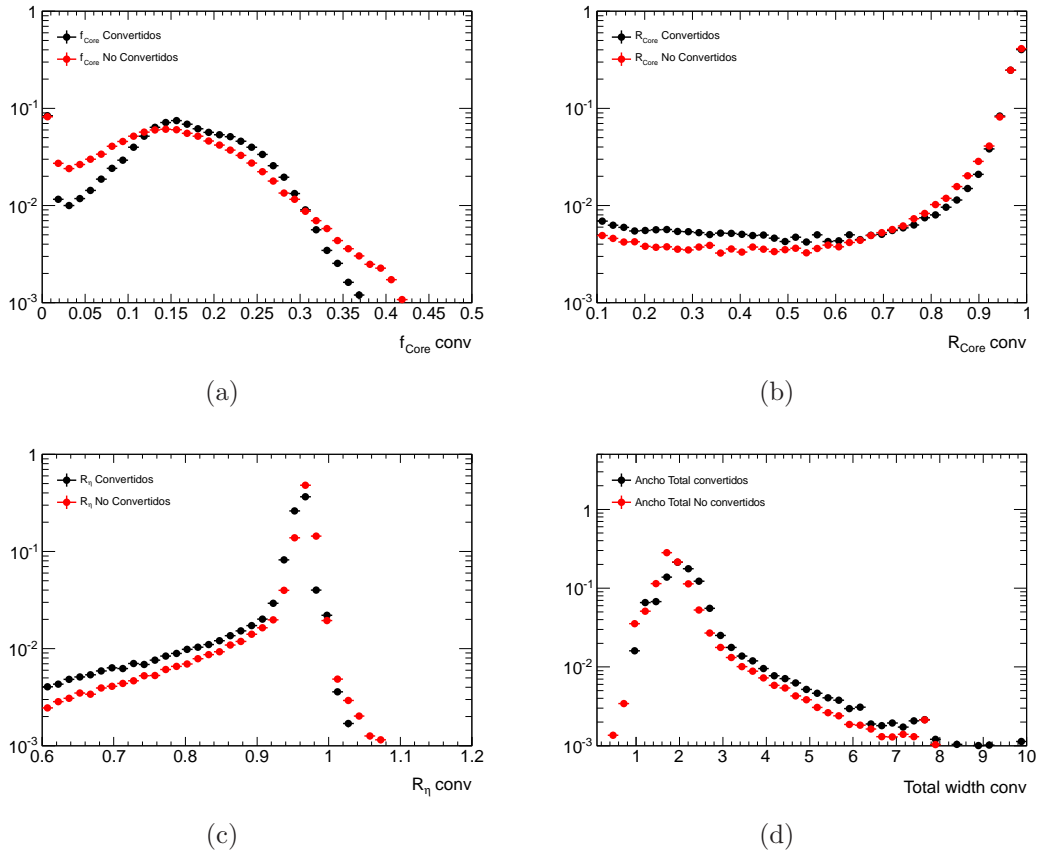 1
10⁻¹
10⁻²
10⁻³
f_Core Convertidos
f_Core No Convertidos
0 0.05 0.1 0.15 0.2 0.25 0.3 0.35 0.4 0.45 0.5
f_Core conv
(a)
1
10⁻¹
10⁻²
10⁻³
R_Core Convertidos
R_Core No Convertidos
0.1 0.2 0.3 0.4 0.5 0.6 0.7 0.8 0.9 1
R_Core conv
(b)
1
10⁻¹
10⁻²
10⁻³
R_η Convertidos
R_η No Convertidos
0.6 0.7 0.8 0.9 1 1.1 1.2
R_η conv
(c)
1
10⁻¹
10⁻²
10⁻³
Ancho Total convertidos
Ancho Total No convertidos
1 2 3 4 5 6 7 8 9 10
Total width conv
(d)